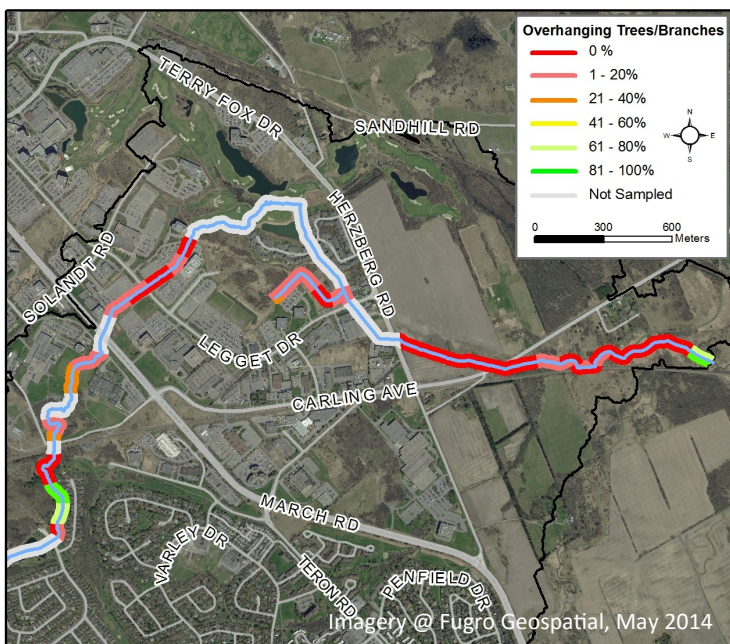 Overhanging Trees/Branches
0 %
1 - 20%
21 - 40%
41 - 60%
61 - 80%
81 - 100%
Not Sampled
N
W E
S
0 300 600
Meters
TERRY FOX DR
SANDHILL RD
HERZBERG RD
SOLANDT RD
LEGGET DR
CARLING AVE
MARCH RD
VARLEY DR
TERON RD
PENFIELD DR
Imagery @ Fugro Geospatial, May 2014